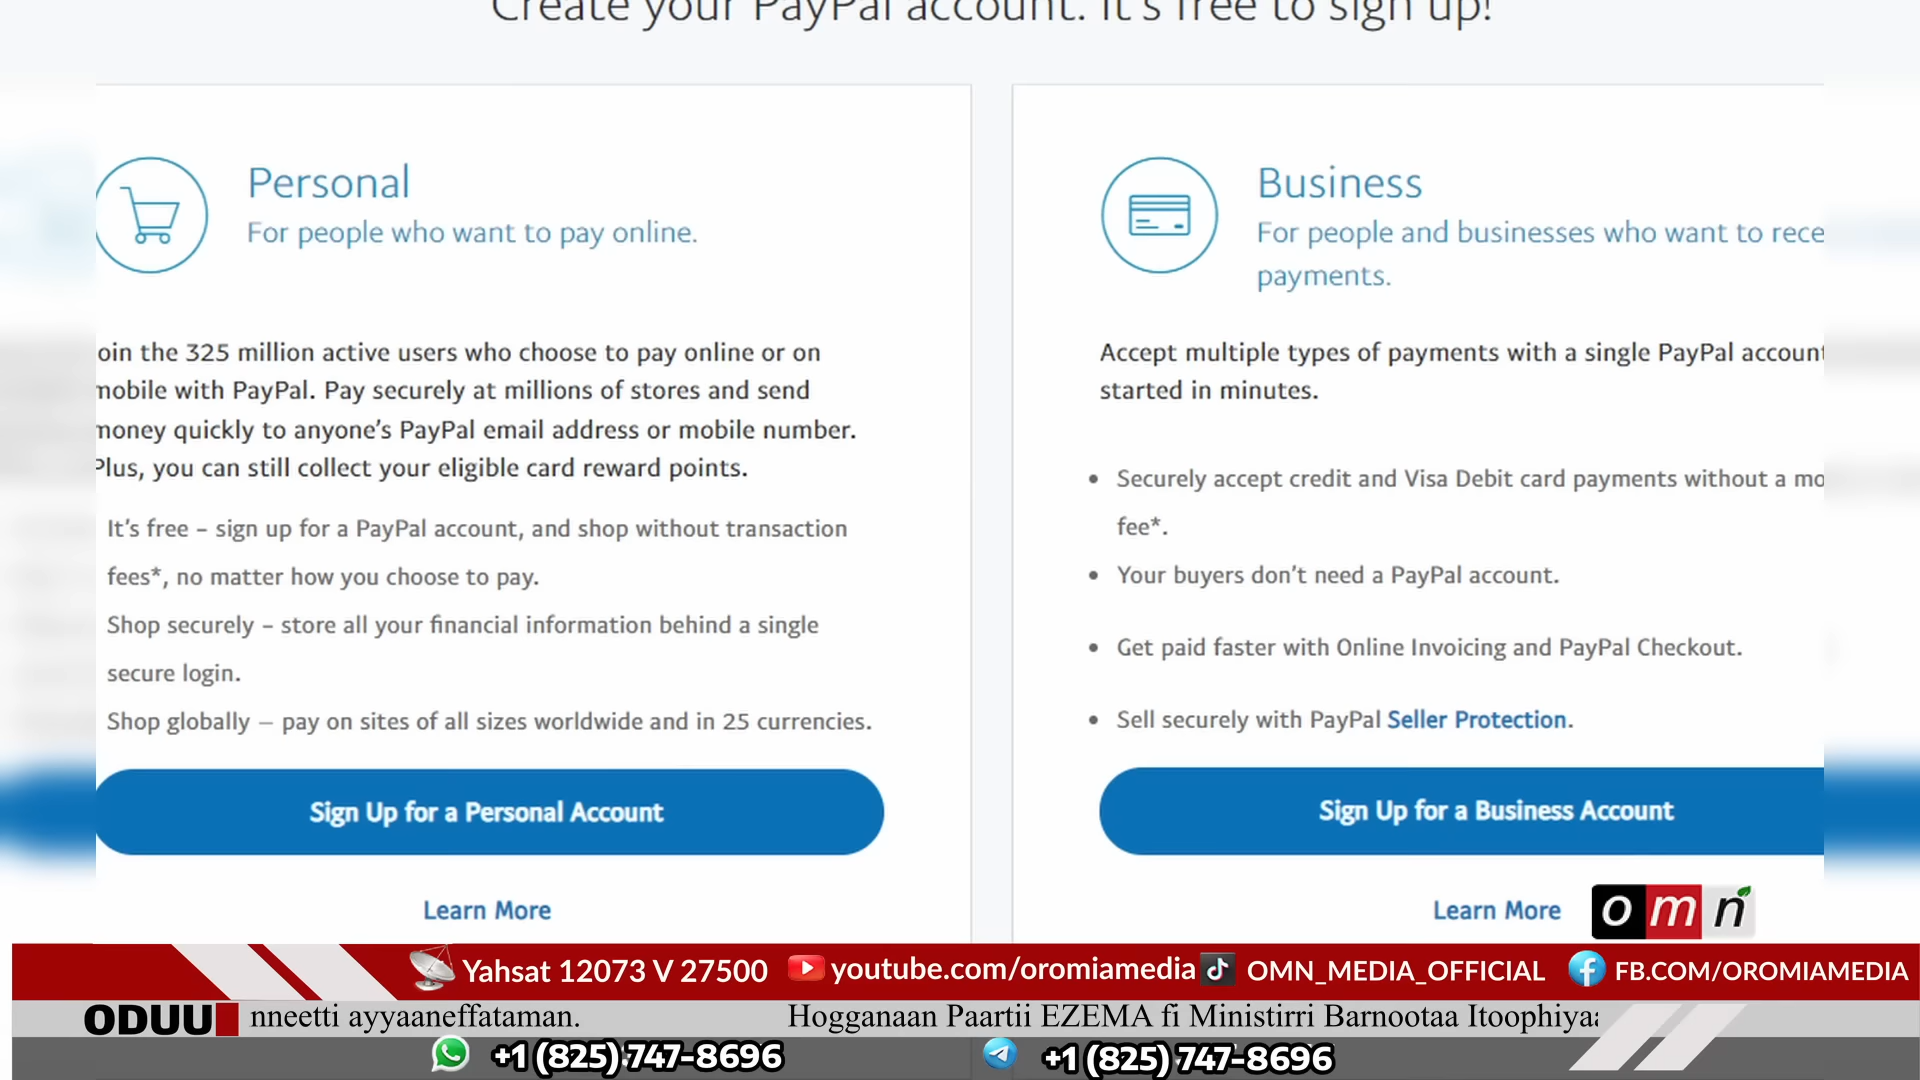 Create your PayPal account. It's free to sign up!
Personal
For people who want to pay online.
oin the 325 million active users who choose to pay online or on
mobile with PayPal. Pay securely at millions of stores and send
money quickly to anyone's PayPal email address or mobile number.
Plus, you can still collect your eligible card reward points.
It's free – sign up for a PayPal account, and shop without transaction
fees*, no matter how you choose to pay.
Shop securely – store all your financial information behind a single
secure login.
Shop globally – pay on sites of all sizes worldwide and in 25 currencies.
Sign Up for a Personal Account
Learn More
Business
For people and businesses who want to rece
payments.
Accept multiple types of payments with a single PayPal account
started in minutes.
• Securely accept credit and Visa Debit card payments without a mo
fee*.
• Your buyers don't need a PayPal account.
• Get paid faster with Online Invoicing and PayPal Checkout.
• Sell securely with PayPal Seller Protection.
Sign Up for a Business Account
Learn More
omn
Yahsat 12073 V 27500 youtube.com/oromiamedia OMN_MEDIA_OFFICIAL FB.COM/OROMIAMEDIA
ODUU nneetti ayyaaneffataman. Hogganaan Paartii EZEMA fi Ministirri Barnootaa Itoophiyaa
+1 (825) 747-8696 +1 (825) 747-8696